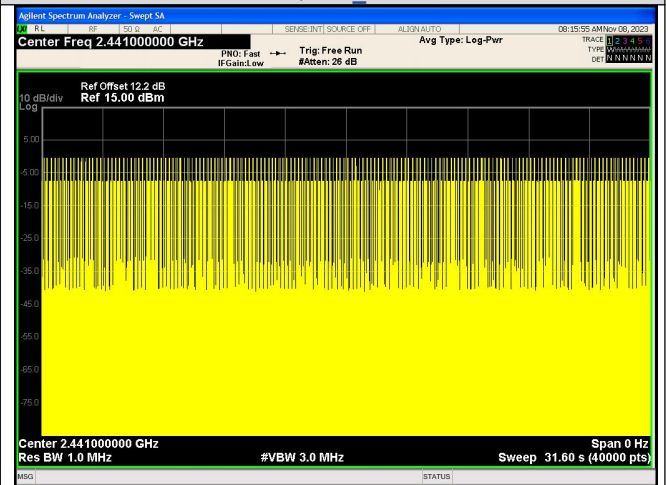 Agilent Spectrum Analyzer - Swept SA
RL RF 50 Ω AC SENSE:INT SOURCE OFF ALIGN AUTO 08:15:55 AM Nov 08, 2023
Center Freq 2.441000000 GHz Avg Type: Log-Pwr TRACE 1 2 3 4 5 6
PNO: Fast Trig: Free Run TYPE
IFGain:Low #Atten: 26 dB DET N N N N N N
Ref Offset 12.2 dB
10 dB/div Ref 15.00 dBm
Log
5.00
-5.00
-15.0
-25.0
-35.0
-45.0
-55.0
-65.0
-75.0
Center 2.441000000 GHz Span 0 Hz
Res BW 1.0 MHz #VBW 3.0 MHz Sweep 31.60 s (40000 pts)
MSG STATUS